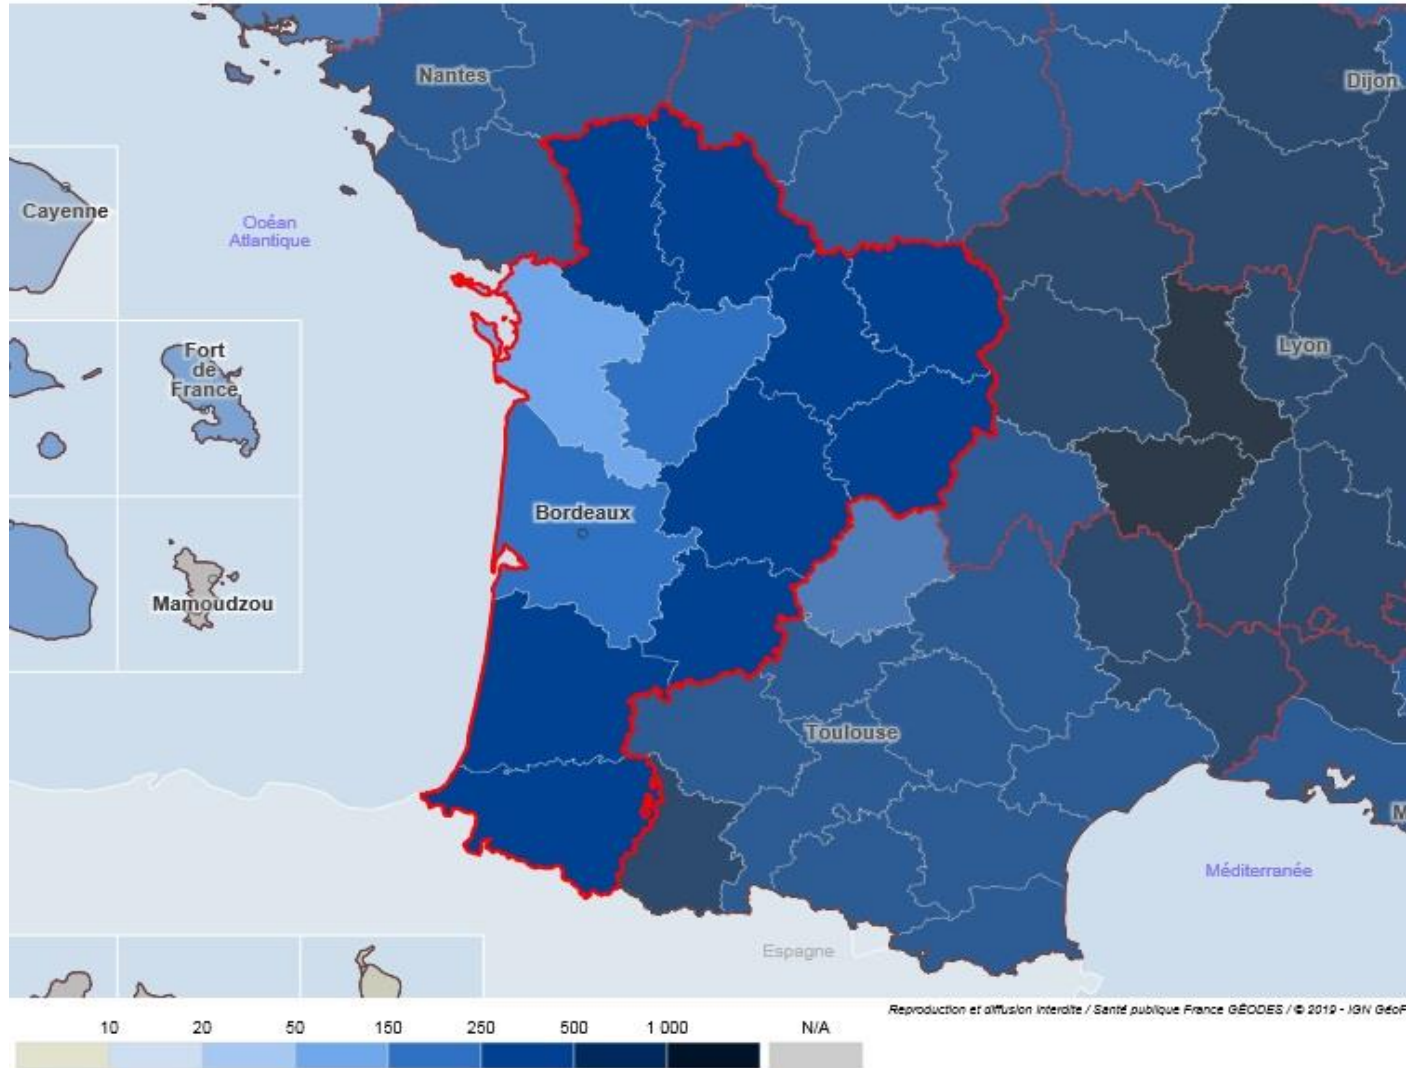 Nantes
Dijon
Cayenne
Océan
Atlantique
Fort
de
France
Lyon
Bordeaux
Mamoudzou
Toulouse
M
Méditerranée
Espagne
Reproduction et diffusion interdite / Santé publique France GÉODES / © 2019 - IGN GéoF
10 20 50 150 250 500 1 000 N/A